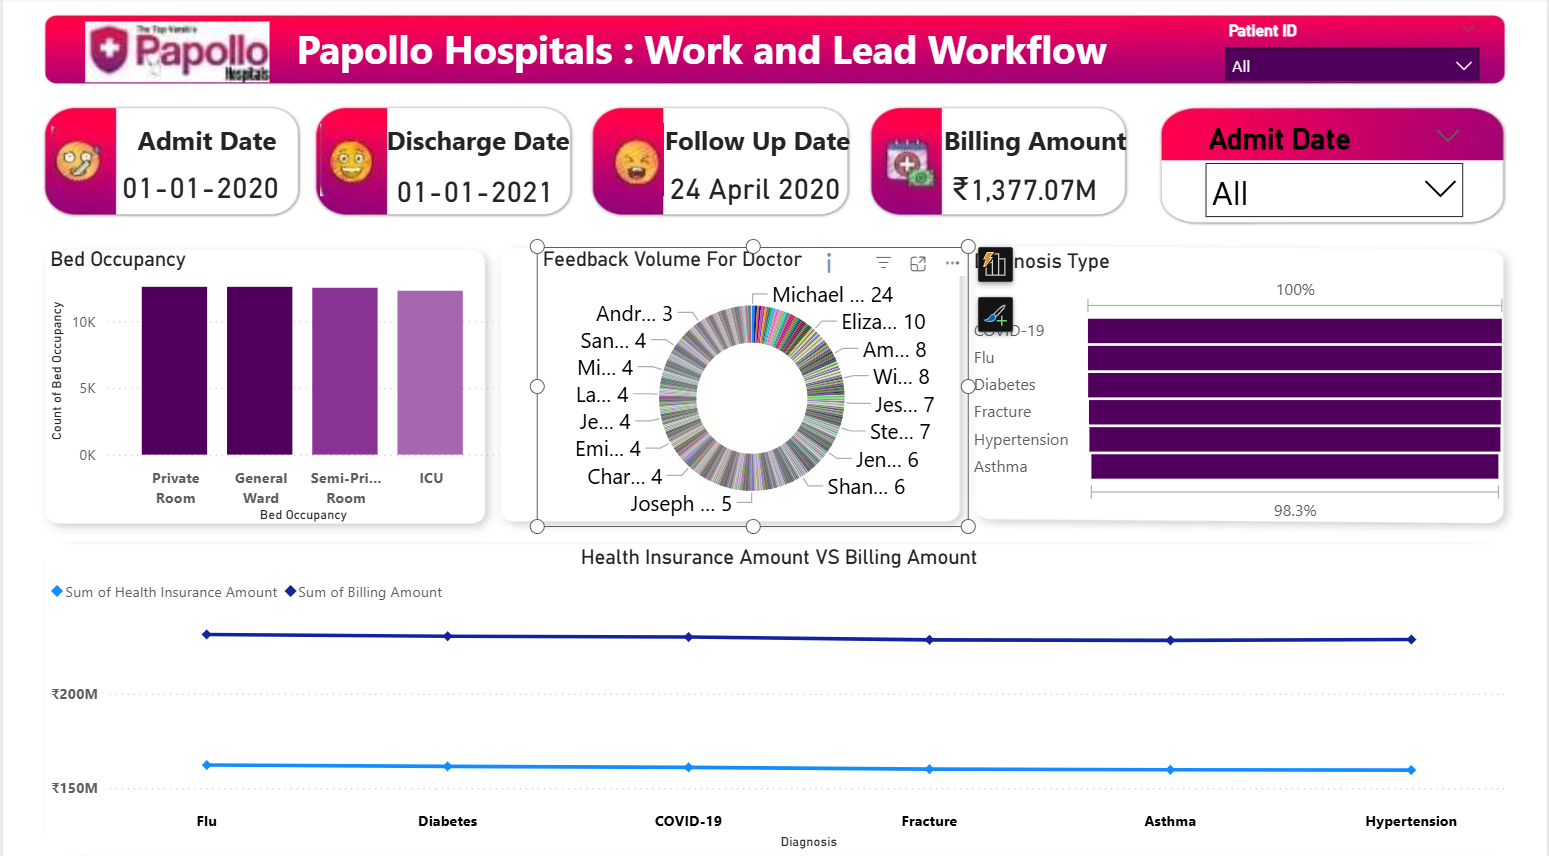 The Top Varsity's
Papollo
Hospitals
Papollo Hospitals : Work and Lead Workflow
Patient ID
All
Admit Date
01-01-2020
Discharge Date
01-01-2021
Follow Up Date
24 April 2020
Billing Amount
₹1,377.07M
Admit Date
All
Bed Occupancy
Count of Bed Occupancy
10K
5K
0K
Private
Room
General
Ward
Semi-Pri...
Room
ICU
Bed Occupancy
Feedback Volume For Doctor
Michael ... 24
Eliza... 10
Am... 8
Wi... 8
Jes... 7
Ste... 7
Jen... 6
Shan... 6
Joseph ... 5
Char... 4
Emi... 4
Je... 4
La... 4
Mi... 4
San... 4
Andr... 3
nosis Type
100%
COVID-19
Flu
Diabetes
Fracture
Hypertension
Asthma
98.3%
Health Insurance Amount VS Billing Amount
Sum of Health Insurance Amount Sum of Billing Amount
₹200M
₹150M
Flu Diabetes COVID-19 Fracture Asthma Hypertension
Diagnosis